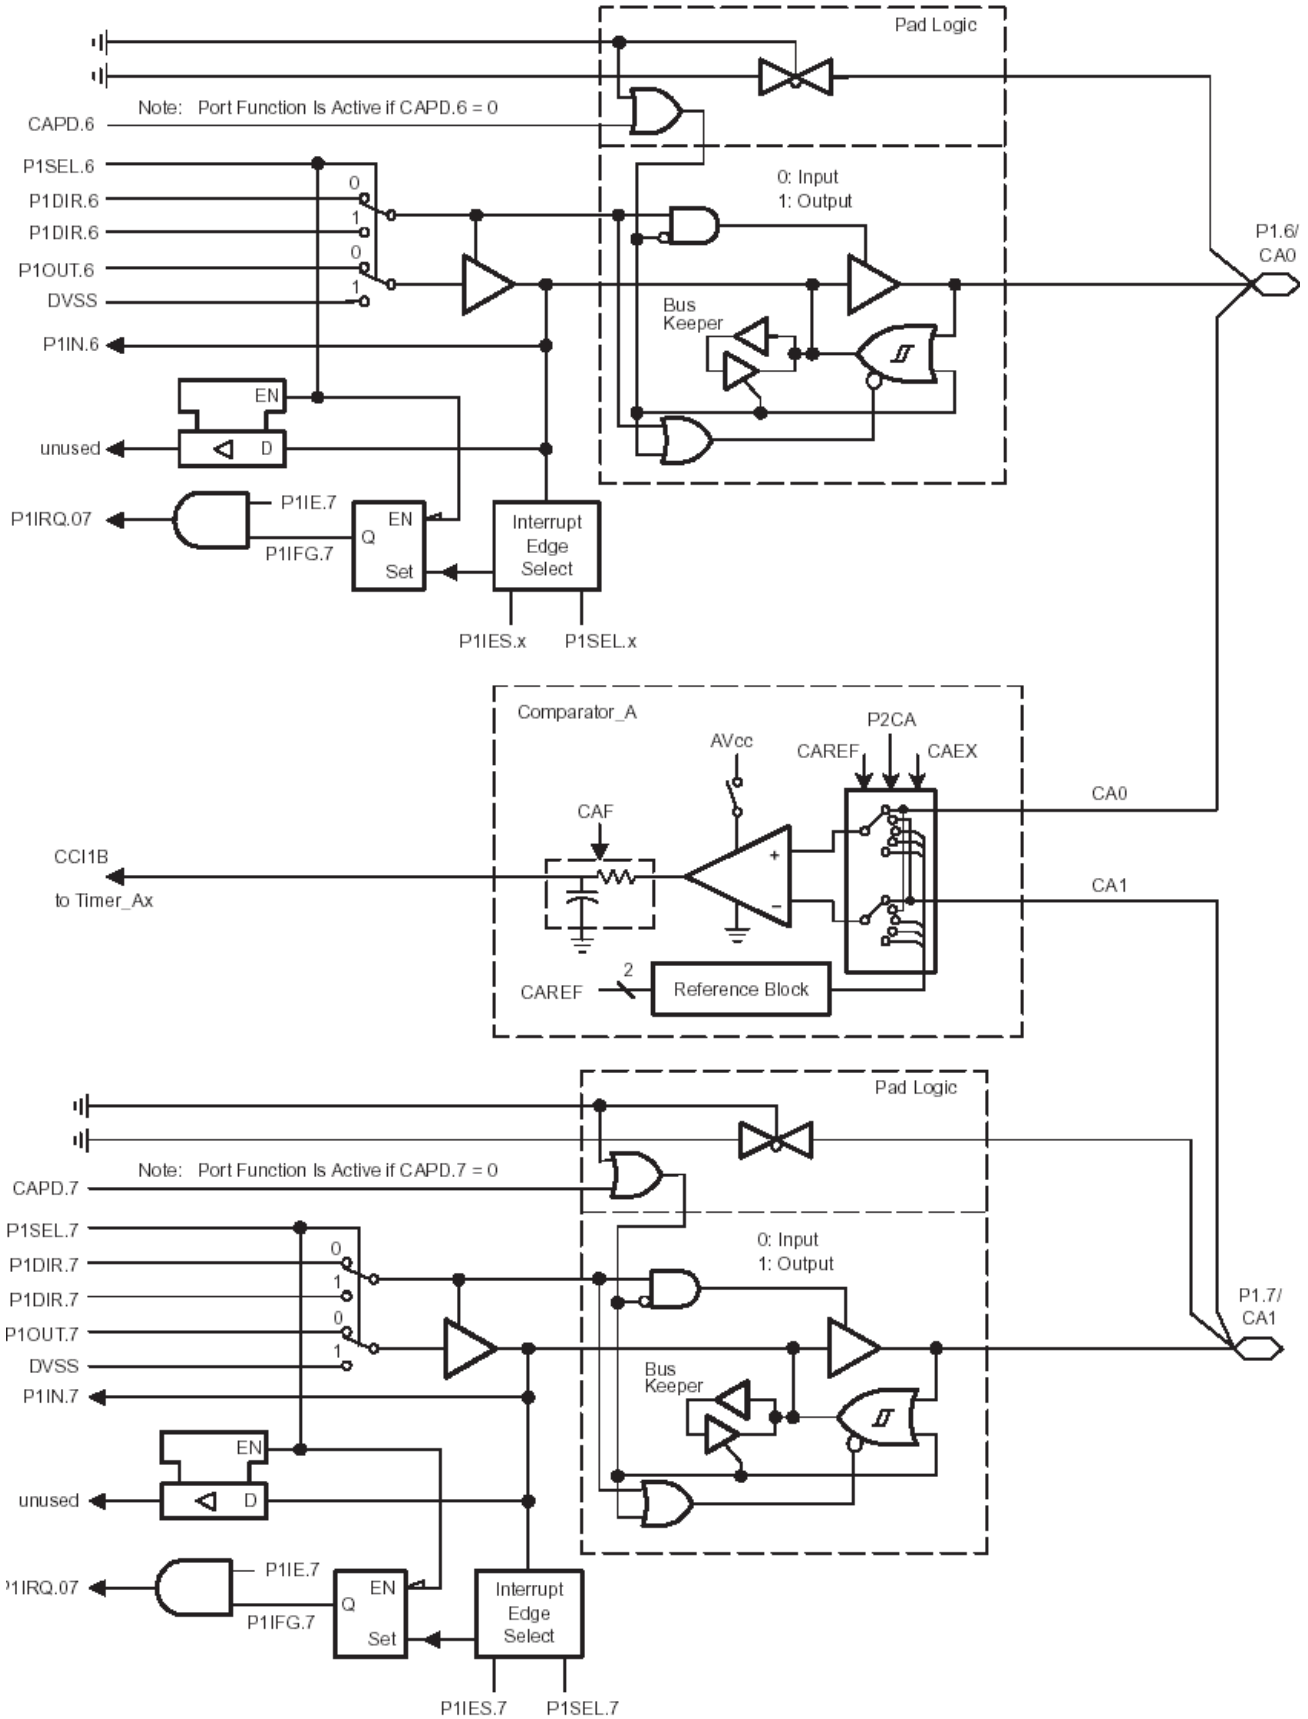 Pad Logic
Note: Port Function Is Active if CAPD.6 = 0
CAPD.6
P1SEL.6
0
P1DIR.6
1
P1DIR.6
0
P1OUT.6
1
DVSS
P1IN.6
0: Input
1: Output
Bus
Keeper
P1.6/
CA0
EN
unused
D
P1IRQ.07
P1IE.7
P1IFG.7
EN
Q
Set
Interrupt
Edge
Select
P1IES.x
P1SEL.x
Comparator_A
P2CA
AVcc
CAREF
CAEX
CA0
CAF
+
CCI1B
to Timer_Ax
CA1
−
CAREF
2
Reference Block
Pad Logic
Note: Port Function Is Active if CAPD.7 = 0
CAPD.7
P1SEL.7
0
P1DIR.7
1
P1DIR.7
0
P1OUT.7
1
DVSS
P1IN.7
0: Input
1: Output
Bus
Keeper
P1.7/
CA1
EN
unused
D
P1IRQ.07
P1IE.7
P1IFG.7
EN
Q
Set
Interrupt
Edge
Select
P1IES.7
P1SEL.7